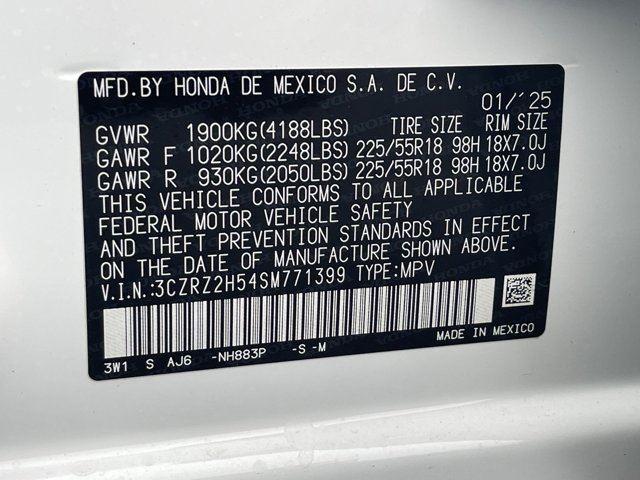 MFD.BY HONDA DE MEXICO S.A. DE C.V.
01/'25
GVWR 1900KG(4188LBS) TIRE SIZE RIM SIZE
GAWR F 1020KG(2248LBS) 225/55R18 98H 18X7.0J
GAWR R 930KG(2050LBS) 225/55R18 98H 18X7.0J
THIS VEHICLE CONFORMS TO ALL APPLICABLE
FEDERAL MOTOR VEHICLE SAFETY
AND THEFT PREVENTION STANDARDS IN EFFECT
ON THE DATE OF MANUFACTURE SHOWN ABOVE.
V.I.N.:3CZRZ2H54SM771399 TYPE:MPV
3W1 S AJ6 -NH883P -S -M
MADE IN MEXICO